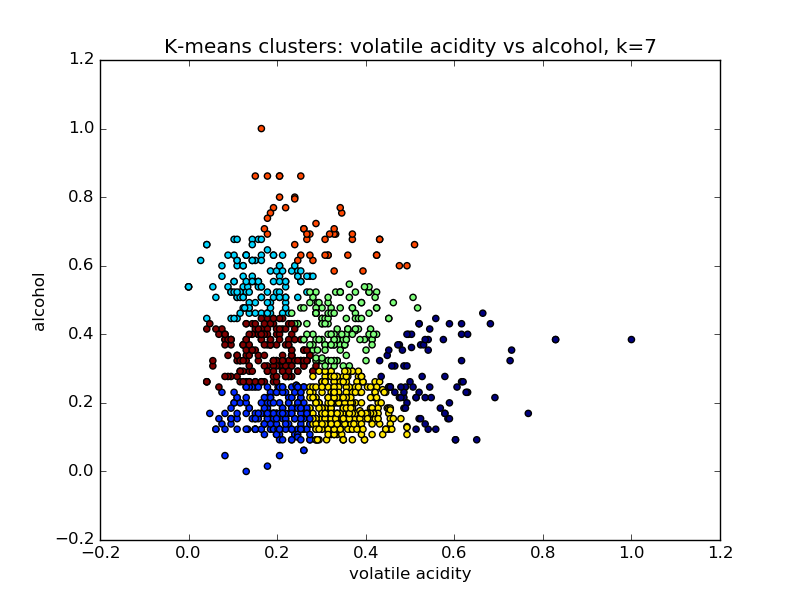 K-means clusters: volatile acidity vs alcohol, k=7
1.2
1.0
0.8
0.6
0.4
0.2
0.0
−0.2
alcohol
−0.2 0.0 0.2 0.4 0.6 0.8 1.0 1.2
volatile acidity